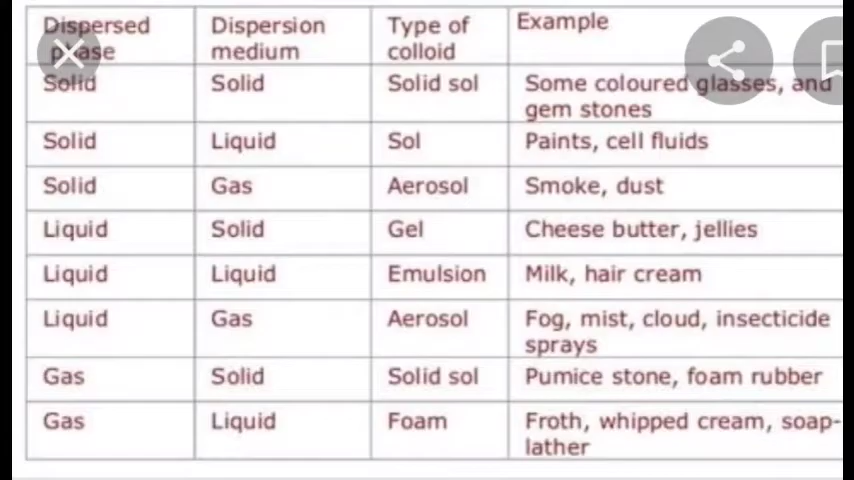 Dispersed Dispersion Type of Example
phase medium colloid
Solid Solid Solid sol Some coloured glasses, and
gem stones
Solid Liquid Sol Paints, cell fluids
Solid Gas Aerosol Smoke, dust
Liquid Solid Gel Cheese butter, jellies
Liquid Liquid Emulsion Milk, hair cream
Liquid Gas Aerosol Fog, mist, cloud, insecticide
sprays
Gas Solid Solid sol Pumice stone, foam rubber
Gas Liquid Foam Froth, whipped cream, soap-
lather